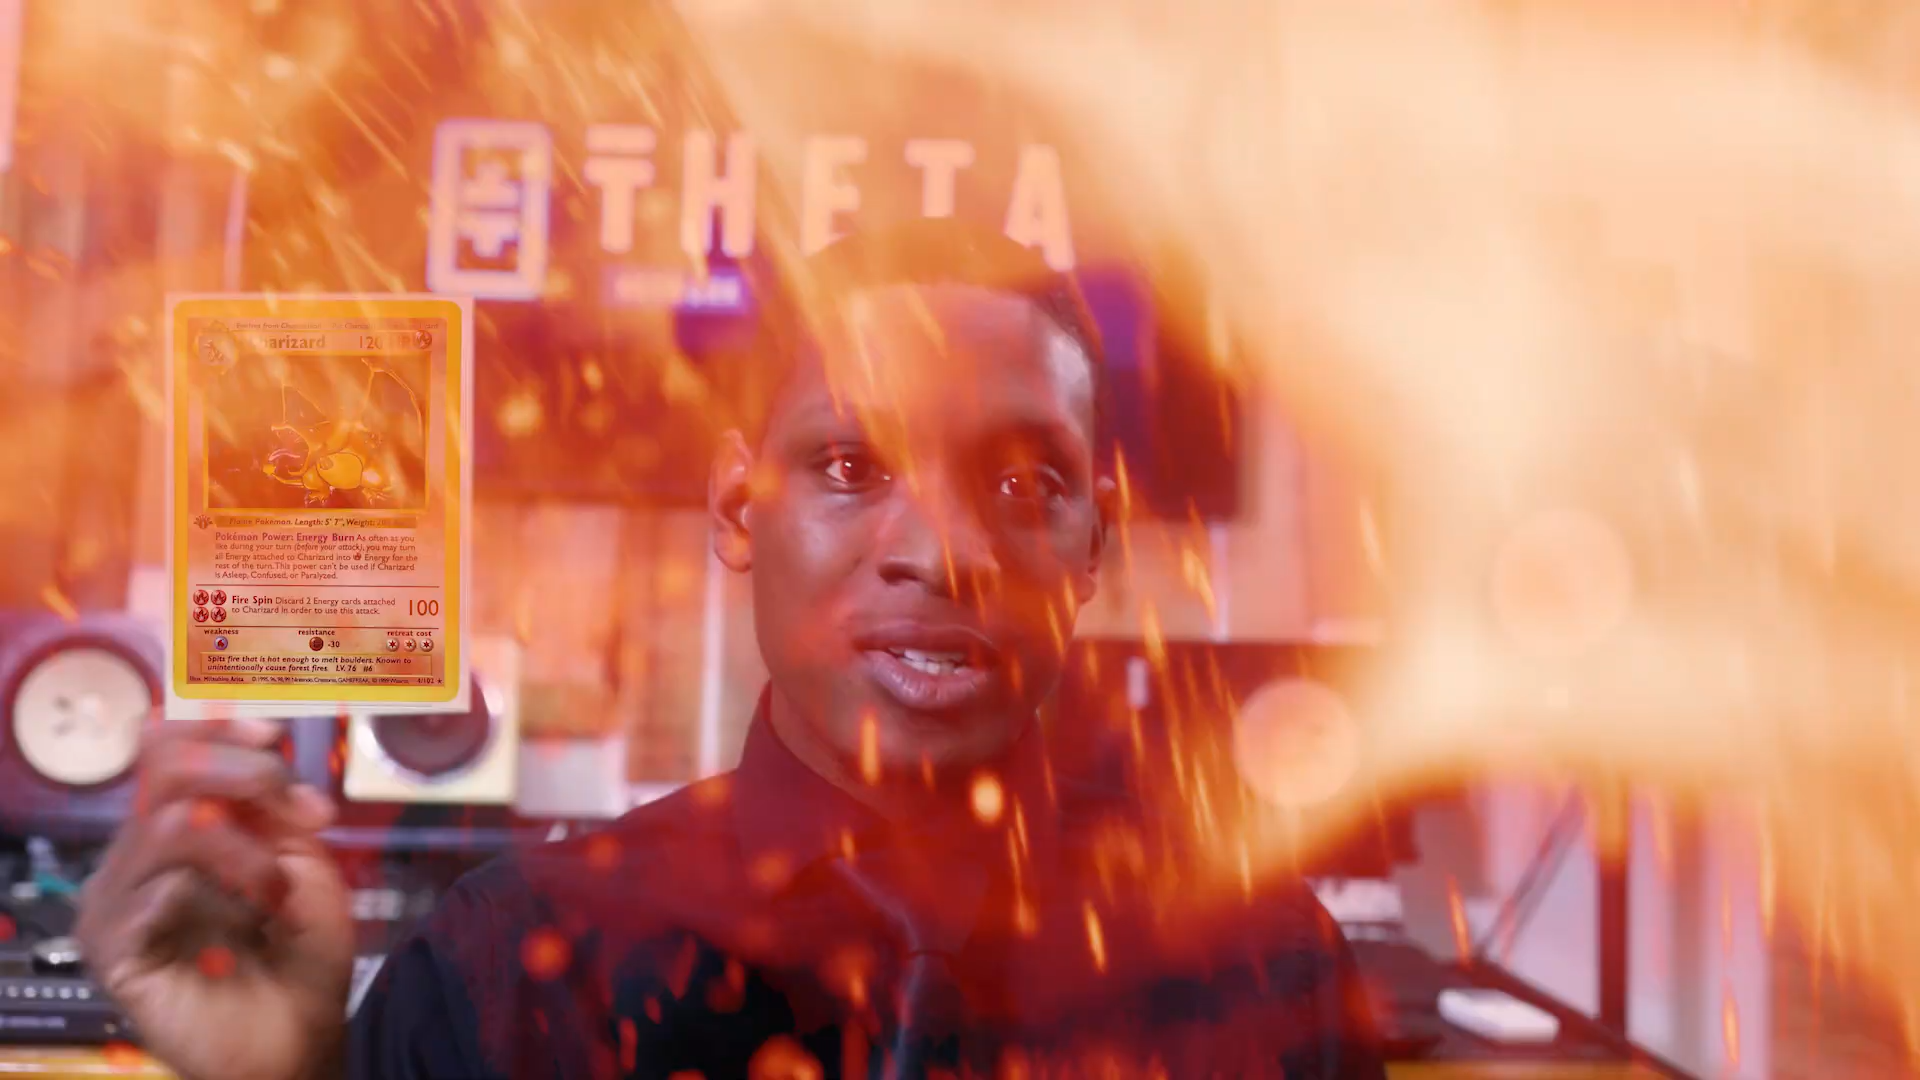 THETA
Charizard 120 HP
Flame Pokémon. Length: 5' 7", Weight:
Pokémon Power: Energy Burn As often as you
like during your turn (before your attack), you may turn
all Energy attached to Charizard into Energy for the
rest of the turn. This power can't be used if Charizard
is Asleep, Confused, or Paralyzed.
Fire Spin Discard 2 Energy cards attached
to Charizard in order to use this attack.
100
weakness resistance retreat cost
-30
Spits fire that is hot enough to melt boulders. Known to
unintentionally cause forest fires. LV. 76 #6
Illus. Mitsuhiro Arita
4/102